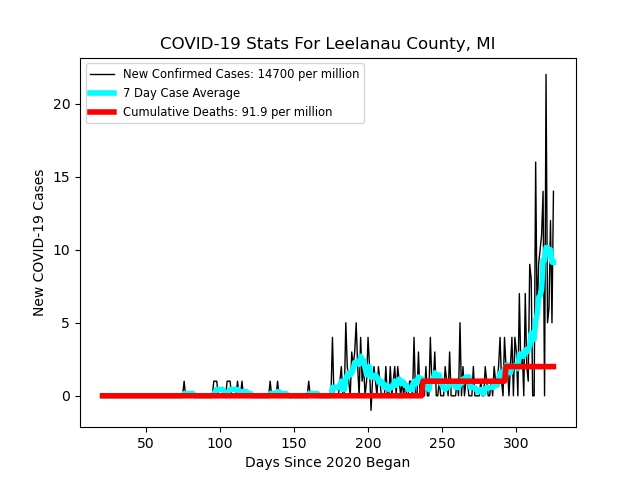 COVID-19 Stats For Leelanau County, MI
New Confirmed Cases: 14700 per million
7 Day Case Average
Cumulative Deaths: 91.9 per million
New COVID-19 Cases
20
15
10
5
0
50 100 150 200 250 300
Days Since 2020 Began